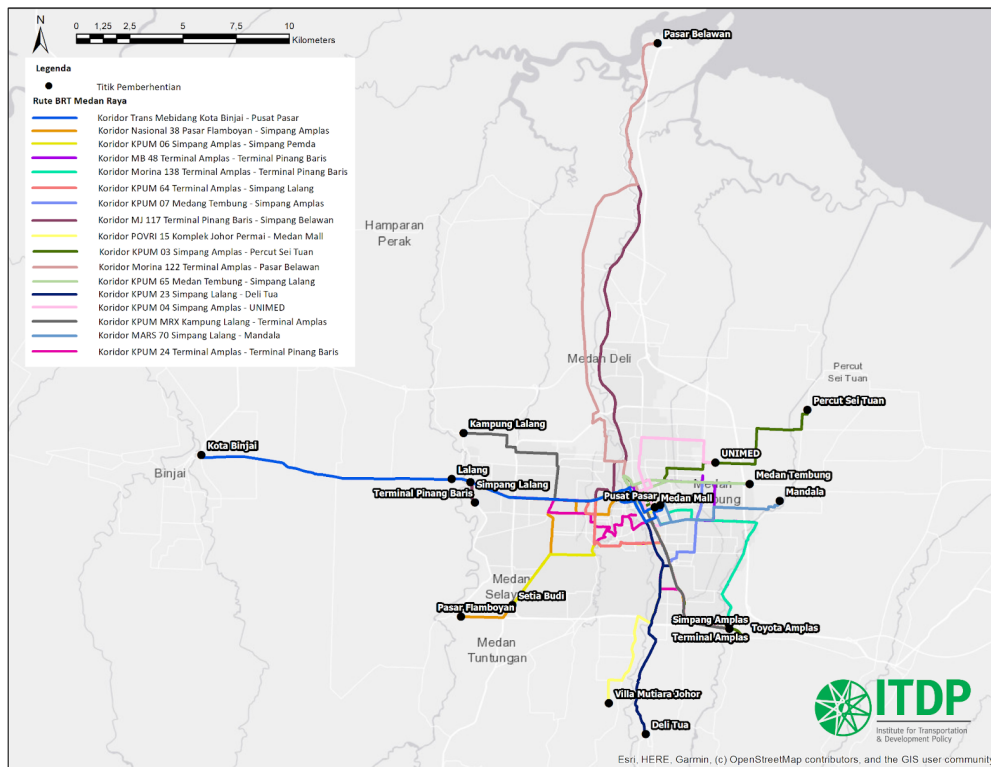 N
0 1,25 2,5 5 7,5 10
Kilometers
Legenda
Titik Pemberhentian
Rute BRT Medan Raya
Koridor Trans Mebidang Kota Binjai - Pusat Pasar
Koridor Nasional 38 Pasar Flamboyan - Simpang Amplas
Koridor KPUM 06 Simpang Amplas - Simpang Pemda
Koridor MB 48 Terminal Amplas - Terminal Pinang Baris
Koridor Morina 138 Terminal Amplas - Terminal Pinang Baris
Koridor KPUM 64 Terminal Amplas - Simpang Lalang
Koridor KPUM 07 Medang Tembung - Simpang Amplas
Koridor MJ 117 Terminal Pinang Baris - Simpang Belawan
Koridor POVRI 15 Komplek Johor Permai - Medan Mall
Koridor KPUM 03 Simpang Amplas - Percut Sei Tuan
Koridor Morina 122 Terminal Amplas - Pasar Belawan
Koridor KPUM 65 Medan Tembung - Simpang Lalang
Koridor KPUM 23 Simpang Lalang - Deli Tua
Koridor KPUM 04 Simpang Amplas - UNIMED
Koridor KPUM MRX Kampung Lalang - Terminal Amplas
Koridor MARS 70 Simpang Lalang - Mandala
Koridor KPUM 24 Terminal Amplas - Terminal Pinang Baris
Pasar Belawan
Hamparan
Perak
Medan Deli
Percut
Sei Tuan
Percut Sei Tuan
Kampung Lalang
Kota Binjai
Binjai
Lalang
Simpang Lalang
Terminal Pinang Baris
UNIMED
Medan Tembung
Medan
bung
Mandala
Pusat Pasar
Medan Mall
Medan
Selay
Setia Budi
Pasar Flamboyan
Medan
Tuntungan
Simpang Amplas
Toyota Amplas
Terminal Amplas
Villa Mutiara Johor
Deli Tua
ITDP
Institute for Transportation
& Development Policy
Esri, HERE, Garmin, (c) OpenStreetMap contributors, and the GIS user community